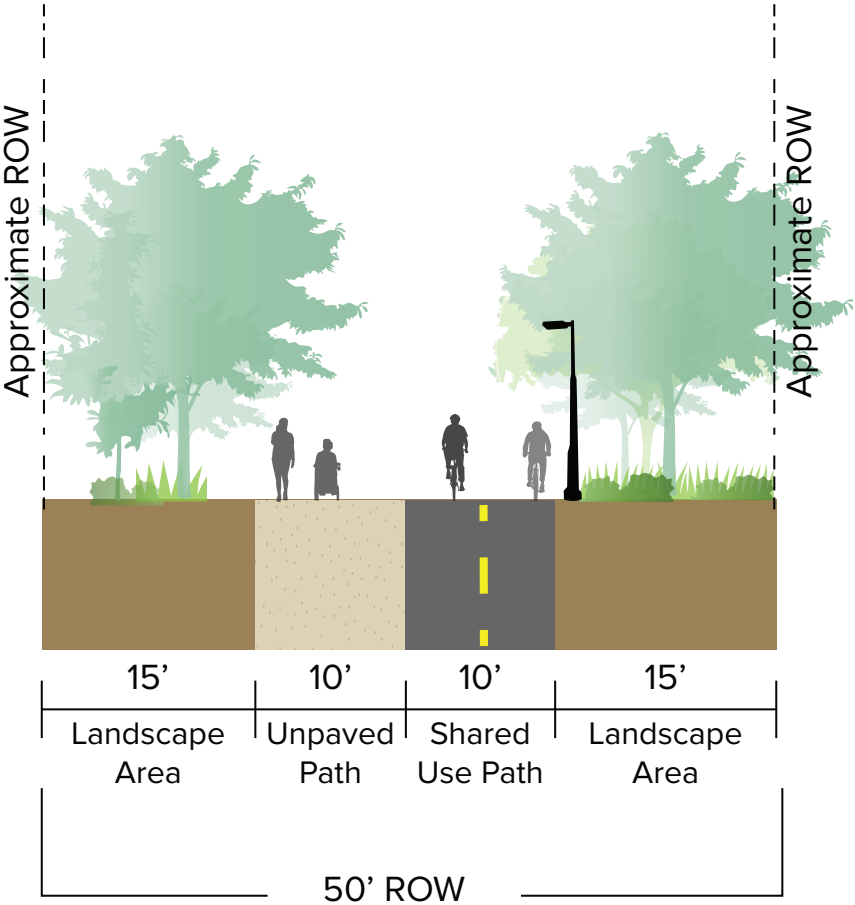 Approximate ROW
Approximate ROW
15’
10’
10’
15’
Landscape
Area
Unpaved
Path
Shared
Use Path
Landscape
Area
50’ ROW